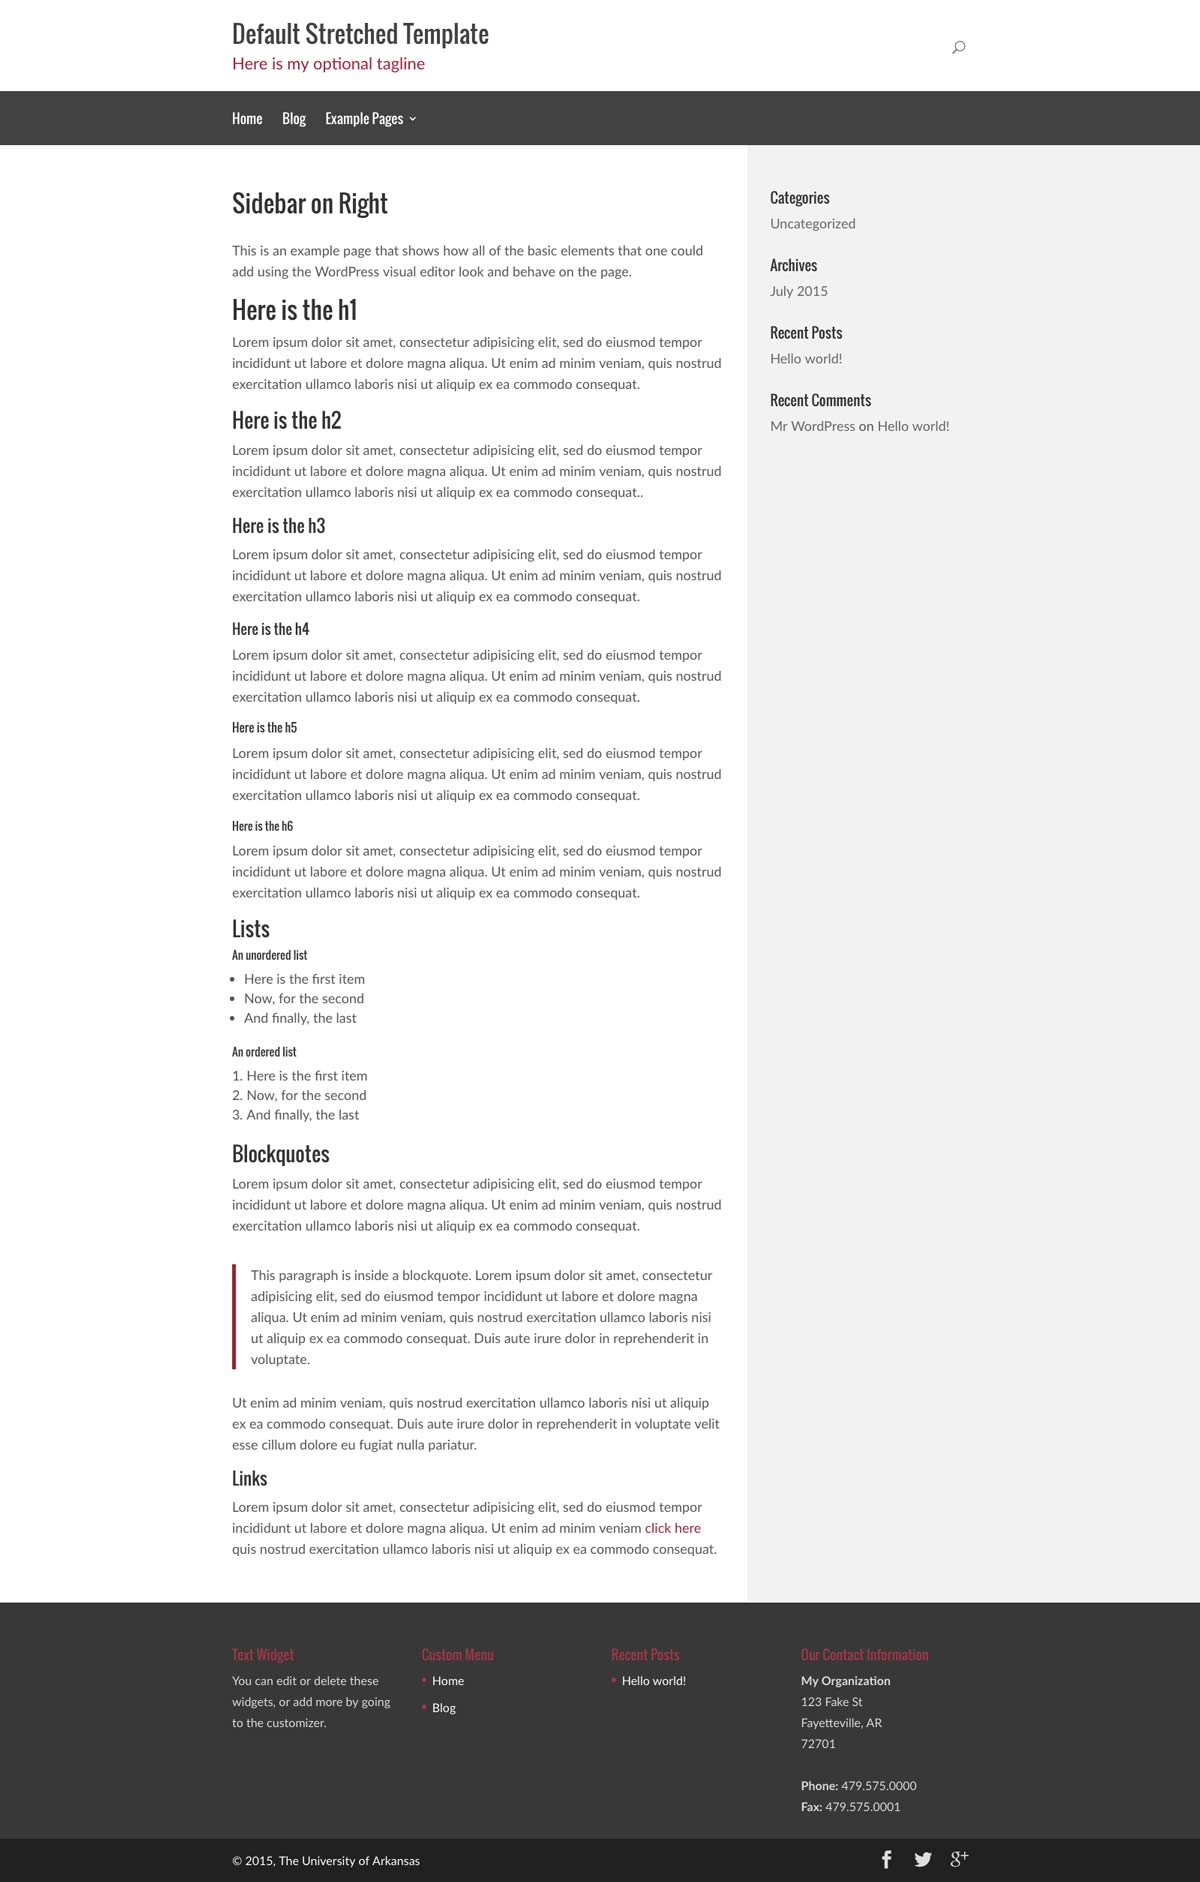 Default Stretched Template
Here is my optional tagline
Home Blog Example Pages
Sidebar on Right
This is an example page that shows how all of the basic elements that one could
add using the WordPress visual editor look and behave on the page.
Here is the h1
Lorem ipsum dolor sit amet, consectetur adipisicing elit, sed do eiusmod tempor
incididunt ut labore et dolore magna aliqua. Ut enim ad minim veniam, quis nostrud
exercitation ullamco laboris nisi ut aliquip ex ea commodo consequat.
Here is the h2
Lorem ipsum dolor sit amet, consectetur adipisicing elit, sed do eiusmod tempor
incididunt ut labore et dolore magna aliqua. Ut enim ad minim veniam, quis nostrud
exercitation ullamco laboris nisi ut aliquip ex ea commodo consequat..
Here is the h3
Lorem ipsum dolor sit amet, consectetur adipisicing elit, sed do eiusmod tempor
incididunt ut labore et dolore magna aliqua. Ut enim ad minim veniam, quis nostrud
exercitation ullamco laboris nisi ut aliquip ex ea commodo consequat.
Here is the h4
Lorem ipsum dolor sit amet, consectetur adipisicing elit, sed do eiusmod tempor
incididunt ut labore et dolore magna aliqua. Ut enim ad minim veniam, quis nostrud
exercitation ullamco laboris nisi ut aliquip ex ea commodo consequat.
Here is the h5
Lorem ipsum dolor sit amet, consectetur adipisicing elit, sed do eiusmod tempor
incididunt ut labore et dolore magna aliqua. Ut enim ad minim veniam, quis nostrud
exercitation ullamco laboris nisi ut aliquip ex ea commodo consequat.
Here is the h6
Lorem ipsum dolor sit amet, consectetur adipisicing elit, sed do eiusmod tempor
incididunt ut labore et dolore magna aliqua. Ut enim ad minim veniam, quis nostrud
exercitation ullamco laboris nisi ut aliquip ex ea commodo consequat.
Lists
An unordered list
• Here is the first item
• Now, for the second
• And finally, the last
An ordered list
1. Here is the first item
2. Now, for the second
3. And finally, the last
Blockquotes
Lorem ipsum dolor sit amet, consectetur adipisicing elit, sed do eiusmod tempor
incididunt ut labore et dolore magna aliqua. Ut enim ad minim veniam, quis nostrud
exercitation ullamco laboris nisi ut aliquip ex ea commodo consequat.
This paragraph is inside a blockquote. Lorem ipsum dolor sit amet, consectetur
adipisicing elit, sed do eiusmod tempor incididunt ut labore et dolore magna
aliqua. Ut enim ad minim veniam, quis nostrud exercitation ullamco laboris nisi
ut aliquip ex ea commodo consequat. Duis aute irure dolor in reprehenderit in
voluptate.
Ut enim ad minim veniam, quis nostrud exercitation ullamco laboris nisi ut aliquip
ex ea commodo consequat. Duis aute irure dolor in reprehenderit in voluptate velit
esse cillum dolore eu fugiat nulla pariatur.
Links
Lorem ipsum dolor sit amet, consectetur adipisicing elit, sed do eiusmod tempor
incididunt ut labore et dolore magna aliqua. Ut enim ad minim veniam click here
quis nostrud exercitation ullamco laboris nisi ut aliquip ex ea commodo consequat.
Categories
Uncategorized
Archives
July 2015
Recent Posts
Hello world!
Recent Comments
Mr WordPress on Hello world!
Text Widget
You can edit or delete these
widgets, or add more by going
to the customizer.
Custom Menu
Home
Blog
Recent Posts
Hello world!
Our Contact Information
My Organization
123 Fake St
Fayetteville, AR
72701
Phone: 479.575.0000
Fax: 479.575.0001
© 2015, The University of Arkansas